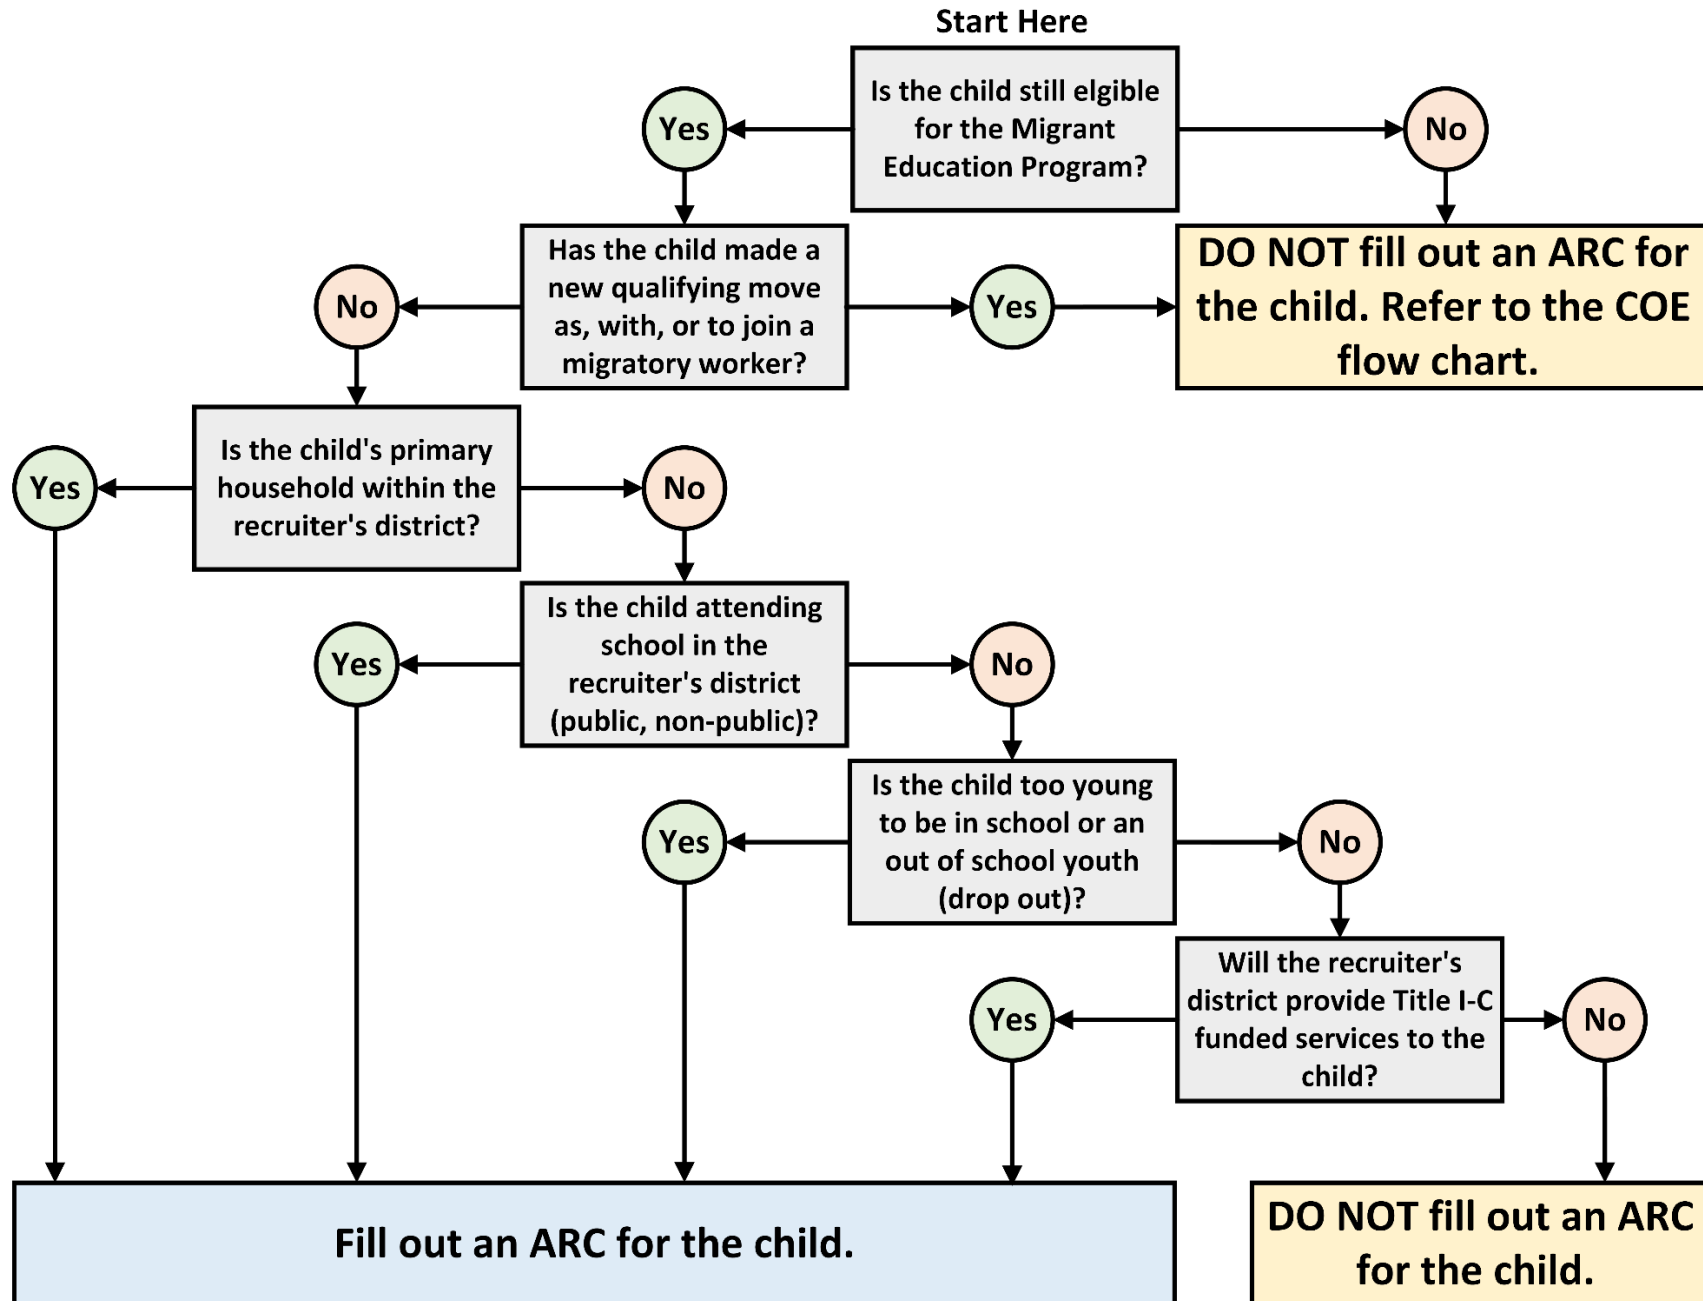 Start Here
Is the child still elgible
for the Migrant
Education Program?
Yes
No
Has the child made a
new qualifying move
as, with, or to join a
migratory worker?
No
Yes
DO NOT fill out an ARC for
the child. Refer to the COE
flow chart.
Is the child's primary
household within the
recruiter's district?
Yes
No
Is the child attending
school in the
recruiter's district
(public, non-public)?
Yes
No
Is the child too young
to be in school or an
out of school youth
(drop out)?
Yes
No
Will the recruiter's
district provide Title I-C
funded services to the
child?
Yes
No
Fill out an ARC for the child.
DO NOT fill out an ARC
for the child.